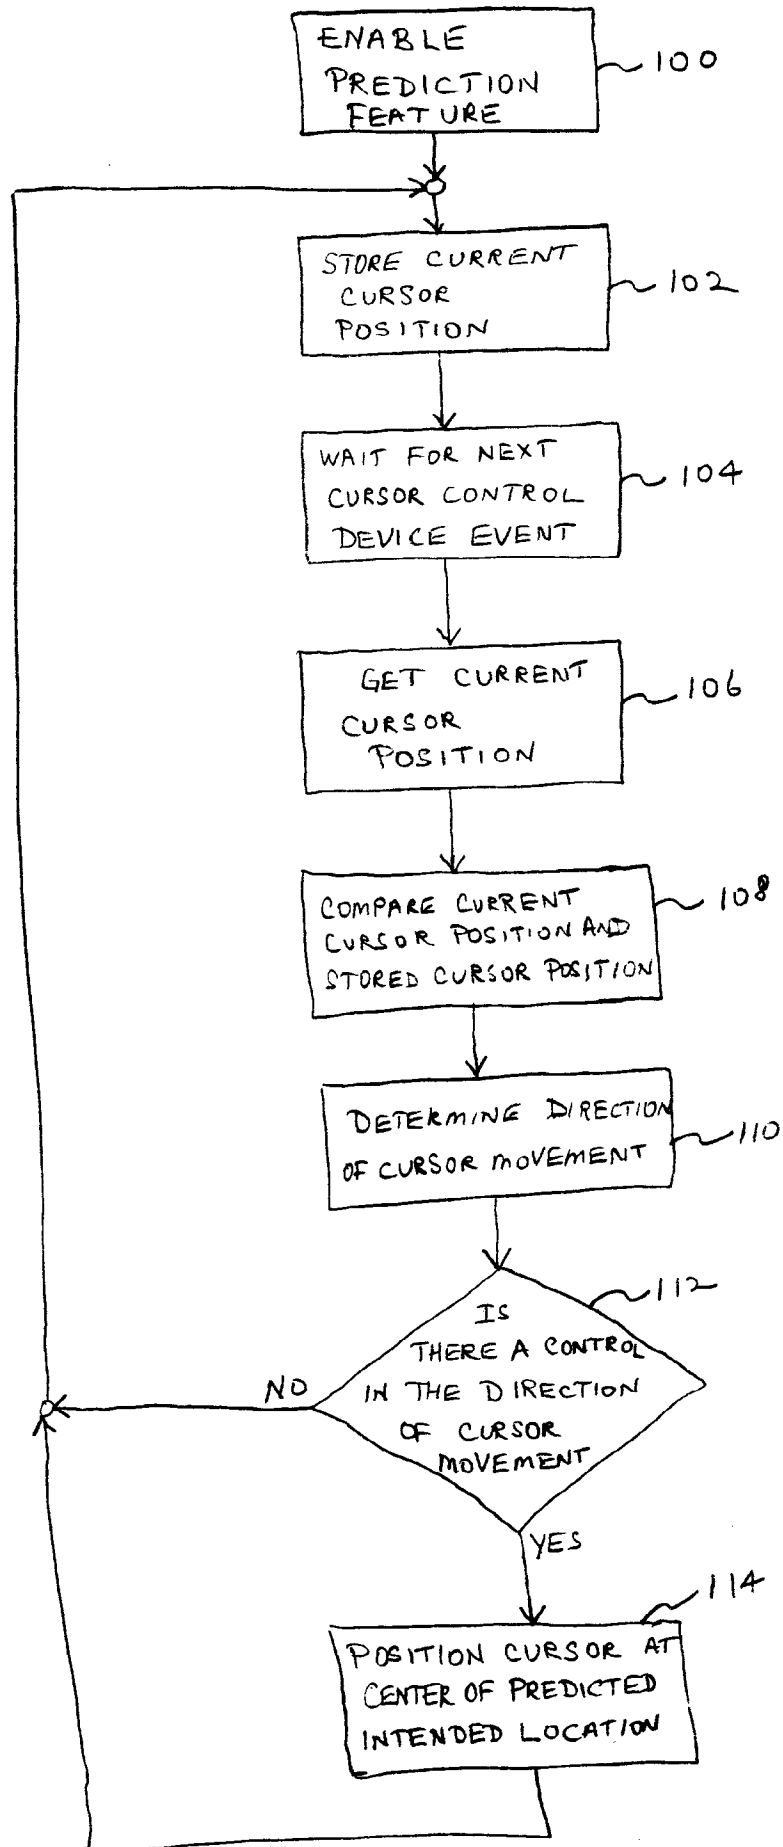 ENABLE
PREDICTION
FEATURE
100
STORE CURRENT
CURSOR
POSITION
102
WAIT FOR NEXT
CURSOR CONTROL
DEVICE EVENT
104
GET CURRENT
CURSOR
POSITION
106
COMPARE CURRENT
CURSOR POSITION AND
STORED CURSOR POSITION
108
DETERMINE DIRECTION
OF CURSOR MOVEMENT
110
112
IS
THERE A CONTROL
IN THE DIRECTION
OF CURSOR
MOVEMENT
NO
YES
114
POSITION CURSOR AT
CENTER OF PREDICTED
INTENDED LOCATION